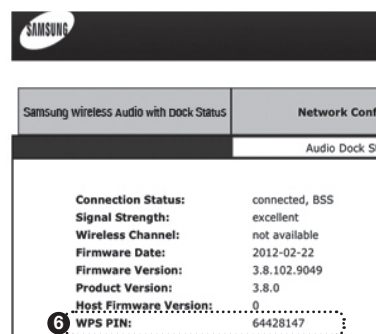 SAMSUNG
Samsung Wireless Audio with Dock Status Network Conf
Audio Dock S
Connection Status: connected, BSS
Signal Strength: excellent
Wireless Channel: not available
Firmware Date: 2012-02-22
Firmware Version: 3.8.102.9049
Product Version: 3.8.0
Host Firmware Version: 0
6 WPS PIN: 64428147